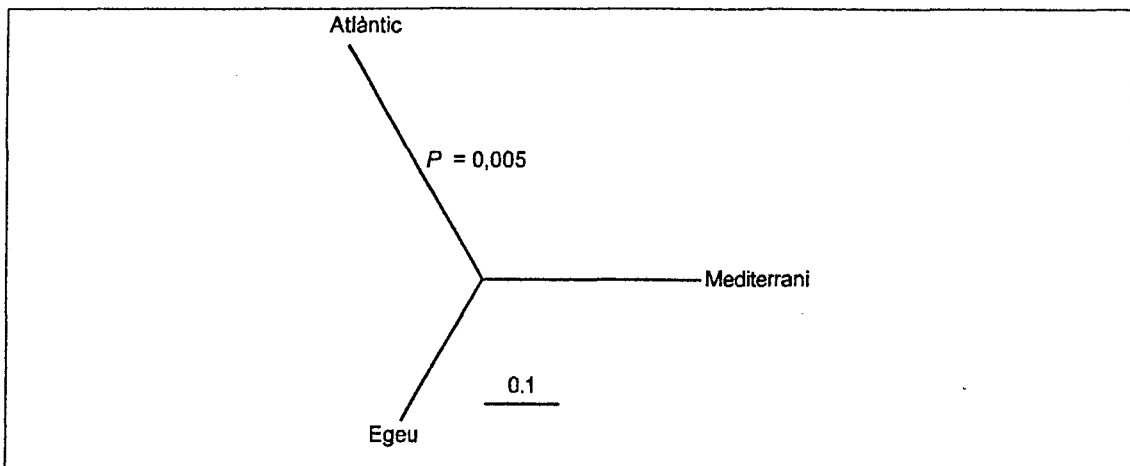 Atlàntic
P = 0,005
Mediterrani
0.1
Egeu